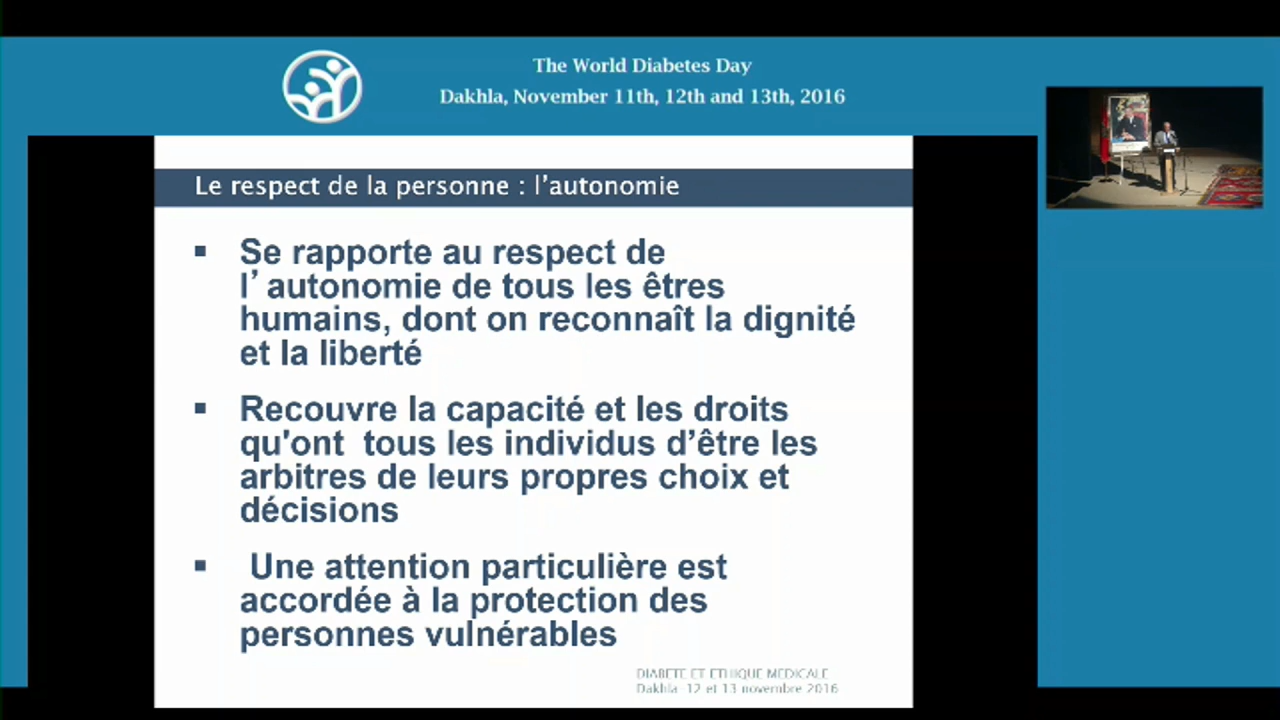 The World Diabetes Day
Dakhla, November 11th, 12th and 13th, 2016
Le respect de la personne : l'autonomie
▪ Se rapporte au respect de
l' autonomie de tous les êtres
humains, dont on reconnaît la dignité
et la liberté
▪ Recouvre la capacité et les droits
qu'ont tous les individus d'être les
arbitres de leurs propres choix et
décisions
▪ Une attention particulière est
accordée à la protection des
personnes vulnérables
DIABETE ET ETHIQUE MEDICALE
Dakhla 12 et 13 novembre 2016